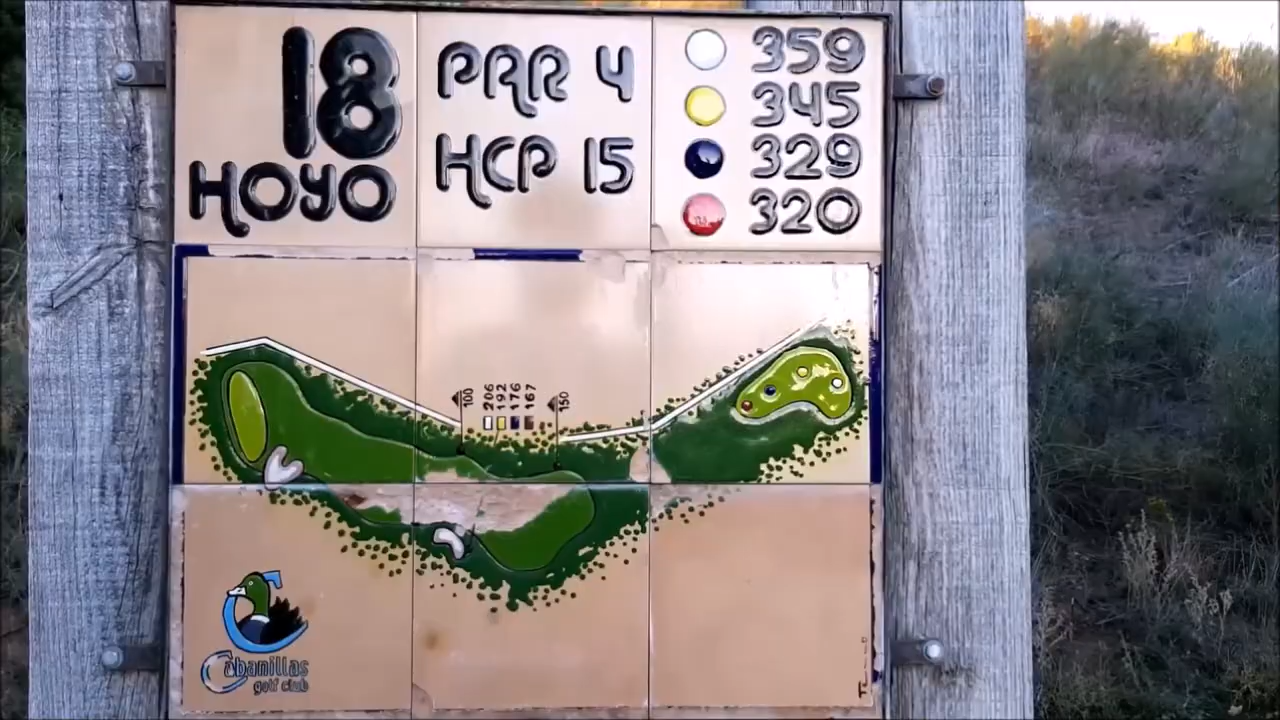 18
HOYO
PAR 4
HCP 15
359
345
329
320
100
206
192
176
167
150
Cabanillas
golf club